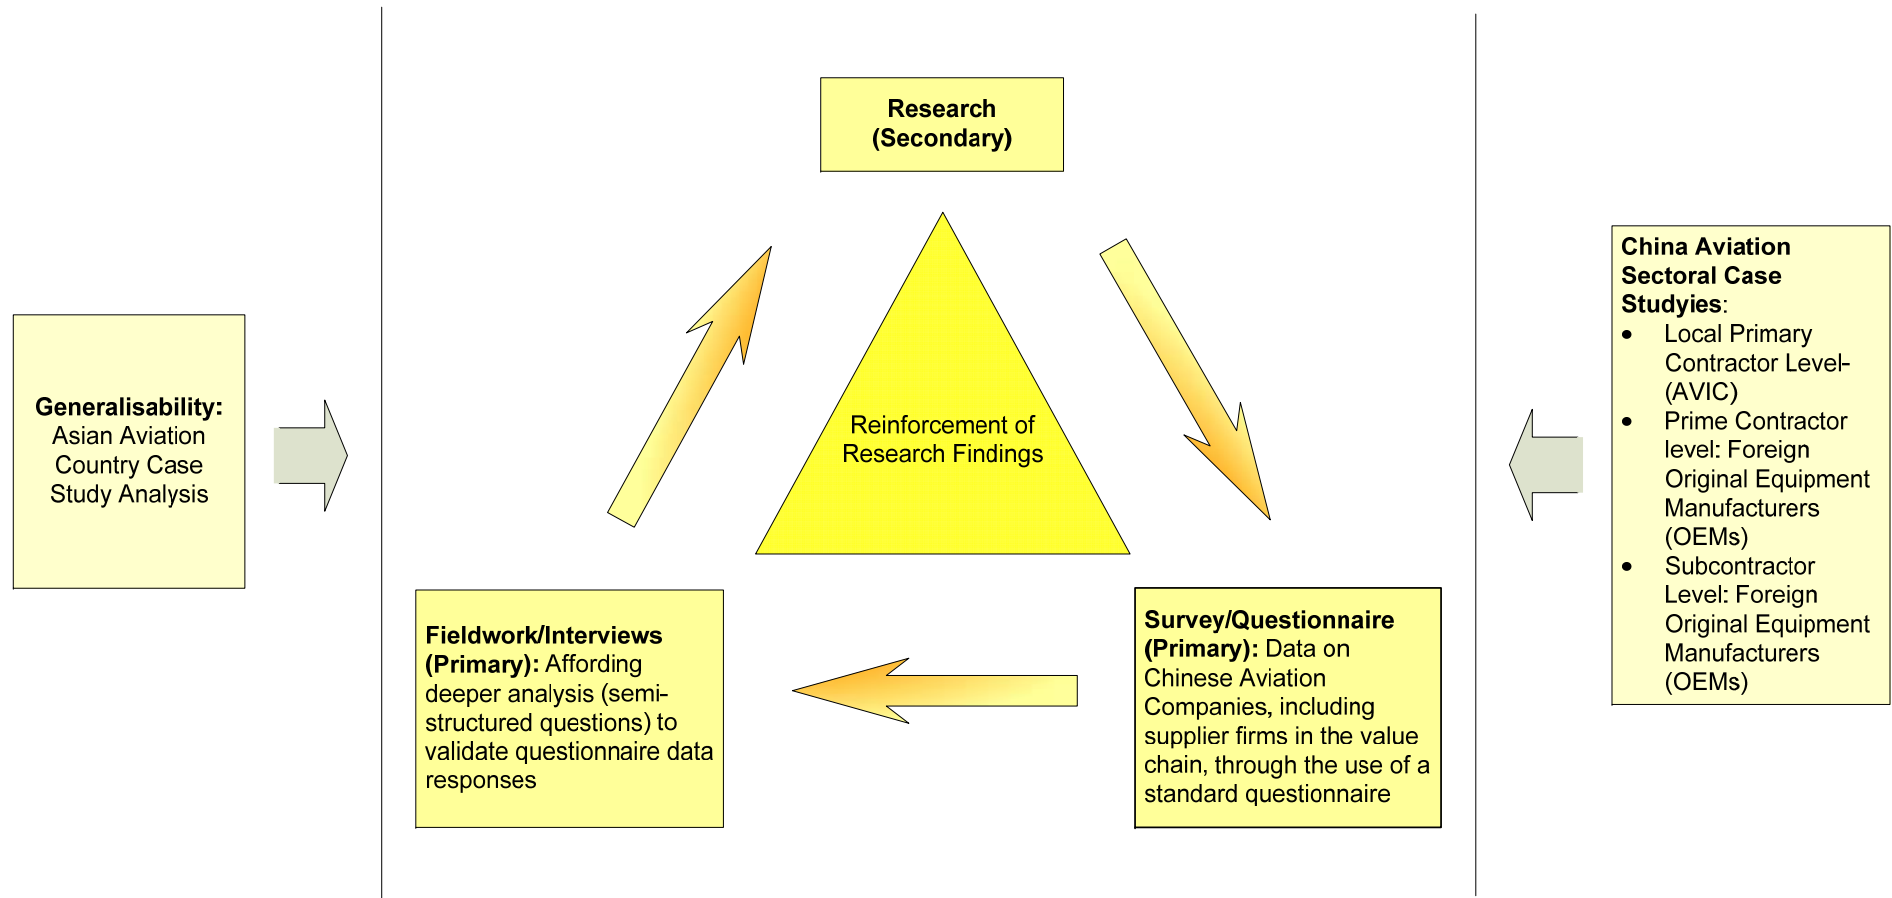 Research
(Secondary)
Generalisability:
Asian Aviation
Country Case
Study Analysis
Reinforcement of
Research Findings
Fieldwork/Interviews
(Primary): Affording
deeper analysis (semi-
structured questions) to
validate questionnaire data
responses
Survey/Questionnaire
(Primary): Data on
Chinese Aviation
Companies, including
supplier firms in the value
chain, through the use of a
standard questionnaire
China Aviation
Sectoral Case
Studyies:
• Local Primary
Contractor Level-
(AVIC)
• Prime Contractor
level: Foreign
Original Equipment
Manufacturers
(OEMs)
• Subcontractor
Level: Foreign
Original Equipment
Manufacturers
(OEMs)